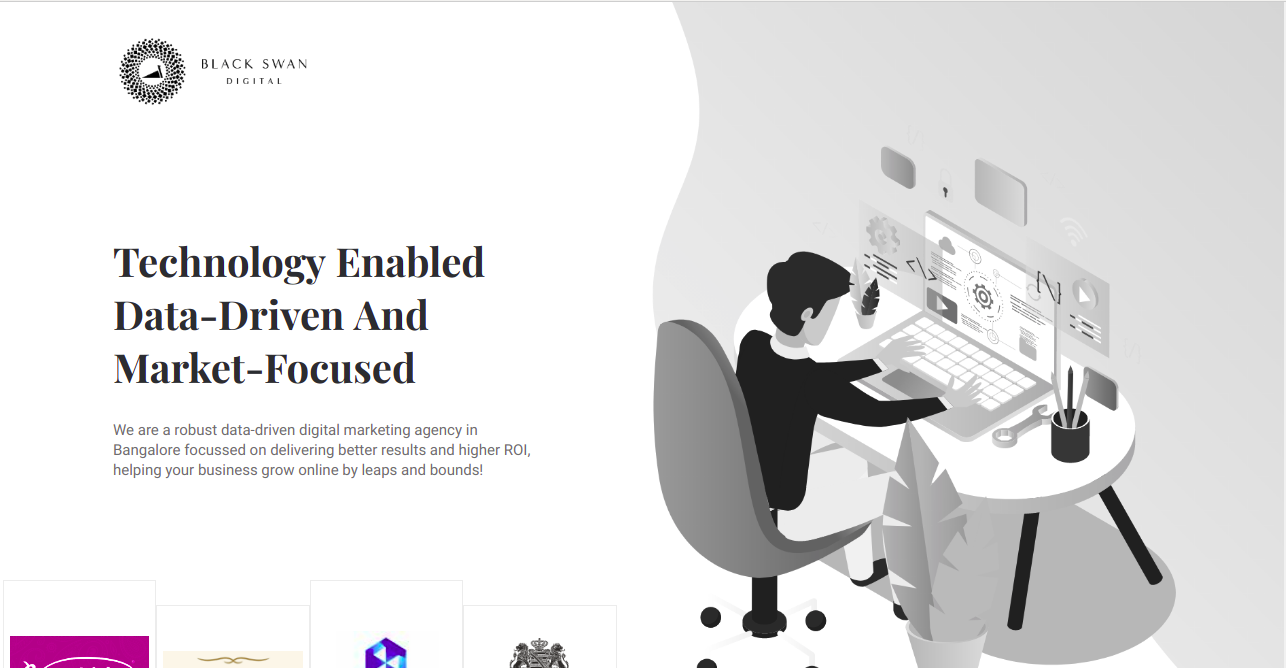 BLACK SWAN
DIGITAL
Technology Enabled
Data-Driven And
Market-Focused
We are a robust data-driven digital marketing agency in
Bangalore focussed on delivering better results and higher ROI,
helping your business grow online by leaps and bounds!